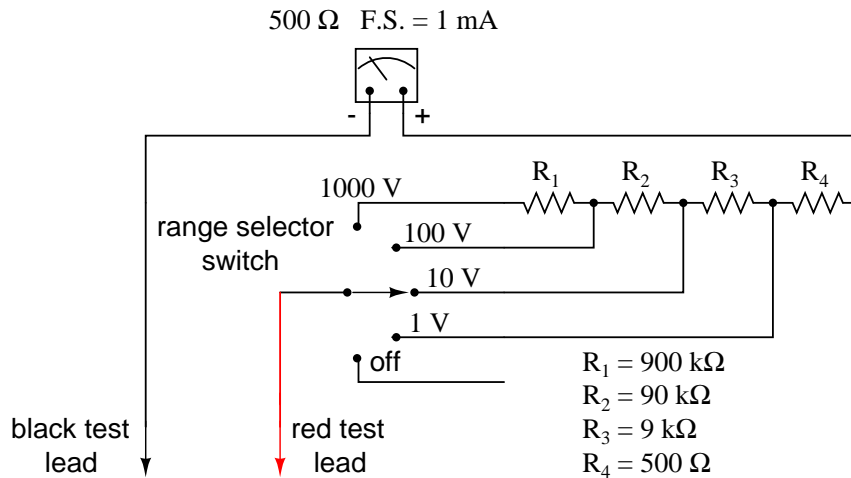 500 Ω F.S. = 1 mA
- +
R₁ R₂ R₃ R₄
1000 V
range selector
switch
100 V
10 V
1 V
off
R₁ = 900 kΩ
R₂ = 90 kΩ
R₃ = 9 kΩ
R₄ = 500 Ω
black test
lead
red test
lead